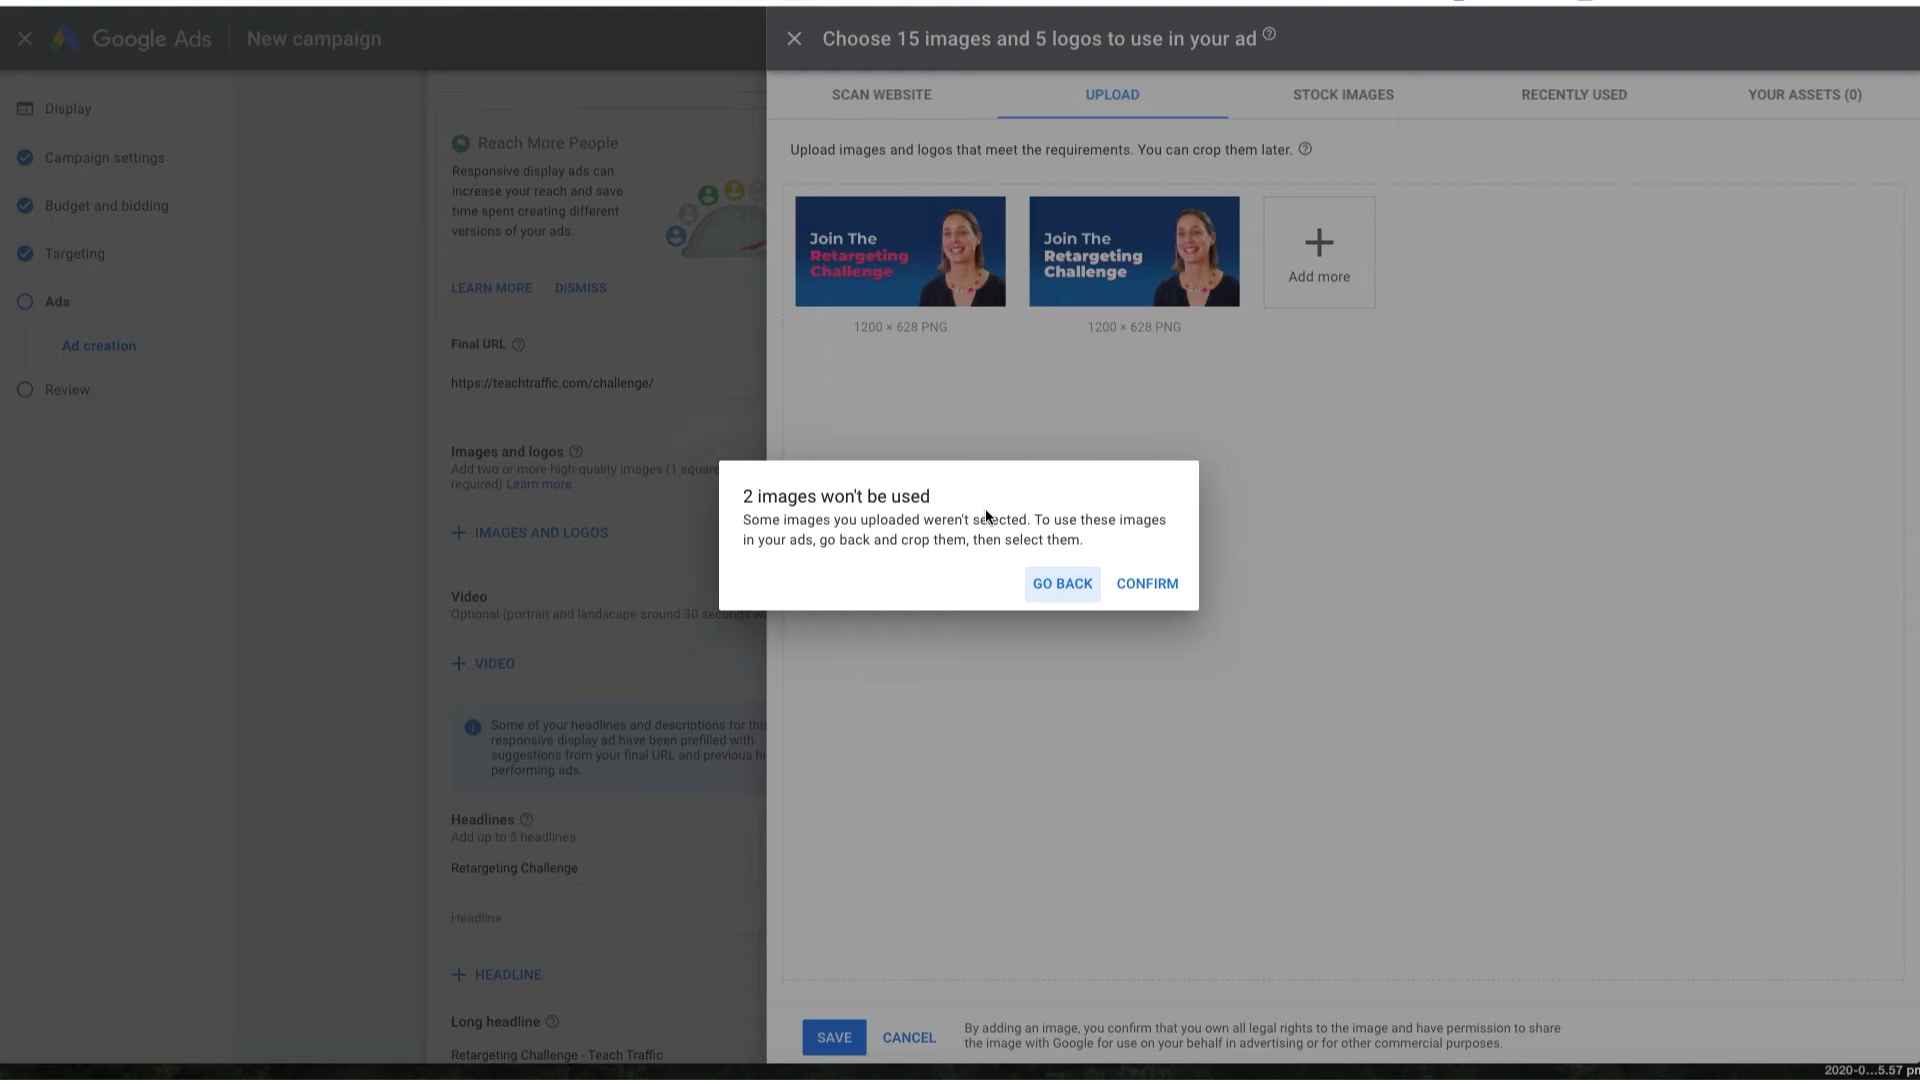 Google Ads
New campaign
Choose 15 images and 5 logos to use in your ad
Display
Campaign settings
Budget and bidding
Targeting
Ads
Ad creation
Review
Reach More People
Responsive display ads can
increase your reach and save
time spent creating different
versions of your ads.
LEARN MORE DISMISS
Final URL
https://teachtraffic.com/challenge/
Images and logos
Add two or more high-quality images (1 square
required) Learn more
+ IMAGES AND LOGOS
Video
Optional (portrait and landscape around 30 seconds
+ VIDEO
Some of your headlines and descriptions for this
responsive display ad have been prefilled with
suggestions from your final URL and previous
performing ads.
Headlines
Add up to 5 headlines
Retargeting Challenge
Headline
+ HEADLINE
Long headline
Retargeting Challenge - Teach Traffic
SCAN WEBSITE
UPLOAD
STOCK IMAGES
RECENTLY USED
YOUR ASSETS (0)
Upload images and logos that meet the requirements. You can crop them later.
Join The
Retargeting
Challenge
1200 × 628 PNG
Join The
Retargeting
Challenge
1200 × 628 PNG
Add more
2 images won't be used
Some images you uploaded weren't selected. To use these images
in your ads, go back and crop them, then select them.
GO BACK CONFIRM
SAVE CANCEL
By adding an image, you confirm that you own all legal rights to the image and have permission to share
the image with Google for use on your behalf in advertising or for other commercial purposes.
2020-0...5.57 pm